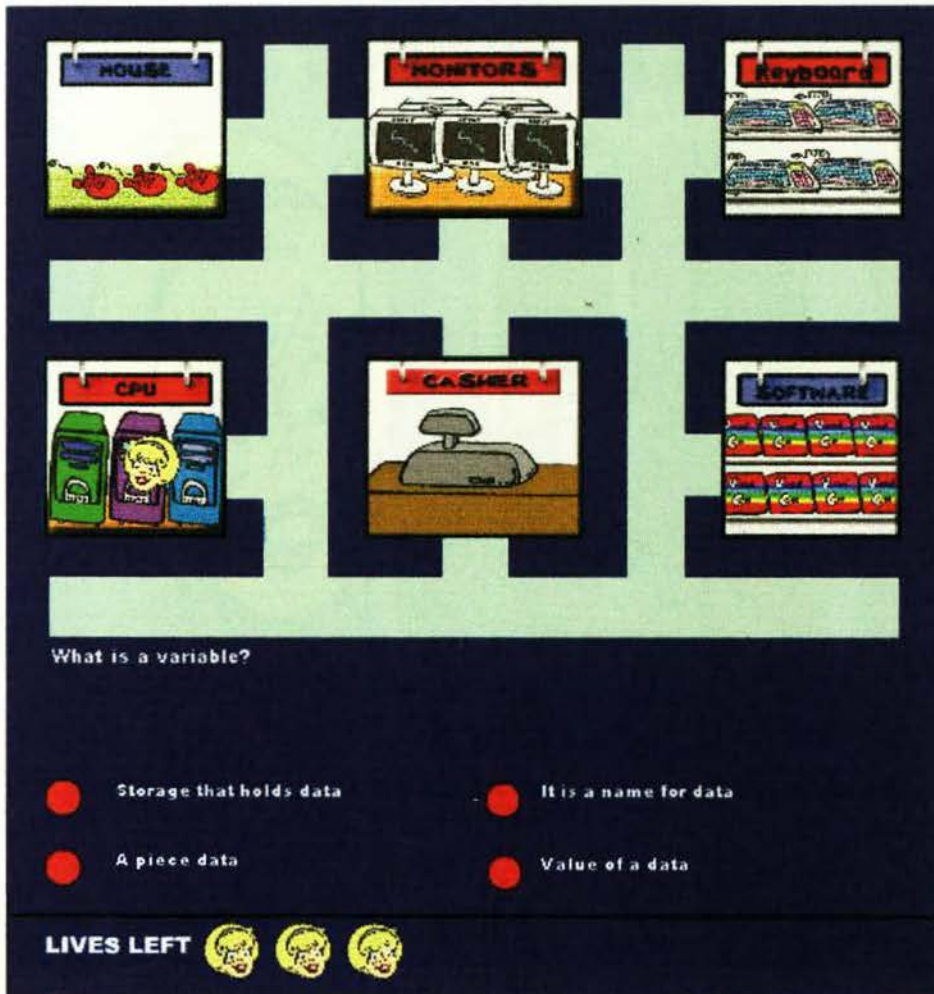 MOUSE
MONITORS
Keyboard
CPU
CASHIER
SOFTWARE
What is a variable?
Storage that holds data
It is a name for data
A piece data
Value of a data
LIVES LEFT